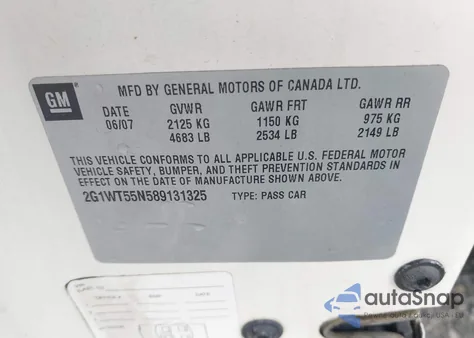 GM
MFD BY GENERAL MOTORS OF CANADA LTD.
DATE GVWR GAWR FRT GAWR RR
06/07 2125 KG 1150 KG 975 KG
4683 LB 2534 LB 2149 LB
THIS VEHICLE CONFORMS TO ALL APPLICABLE U.S. FEDERAL MOTOR
VEHICLE SAFETY, BUMPER, AND THEFT PREVENTION STANDARDS
IN EFFECT ON THE DATE OF MANUFACTURE SHOWN ABOVE.
2G1WT55N589131325 TYPE: PASS CAR
autoSnap